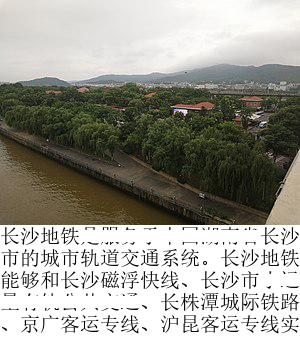 长沙地铁是服务于中国湖南省长沙
市的城市轨道交通系统。长沙地铁
能够和长沙磁浮快线、长沙市
、长株潭城际铁路
、京广客运专线、沪昆客运专线实